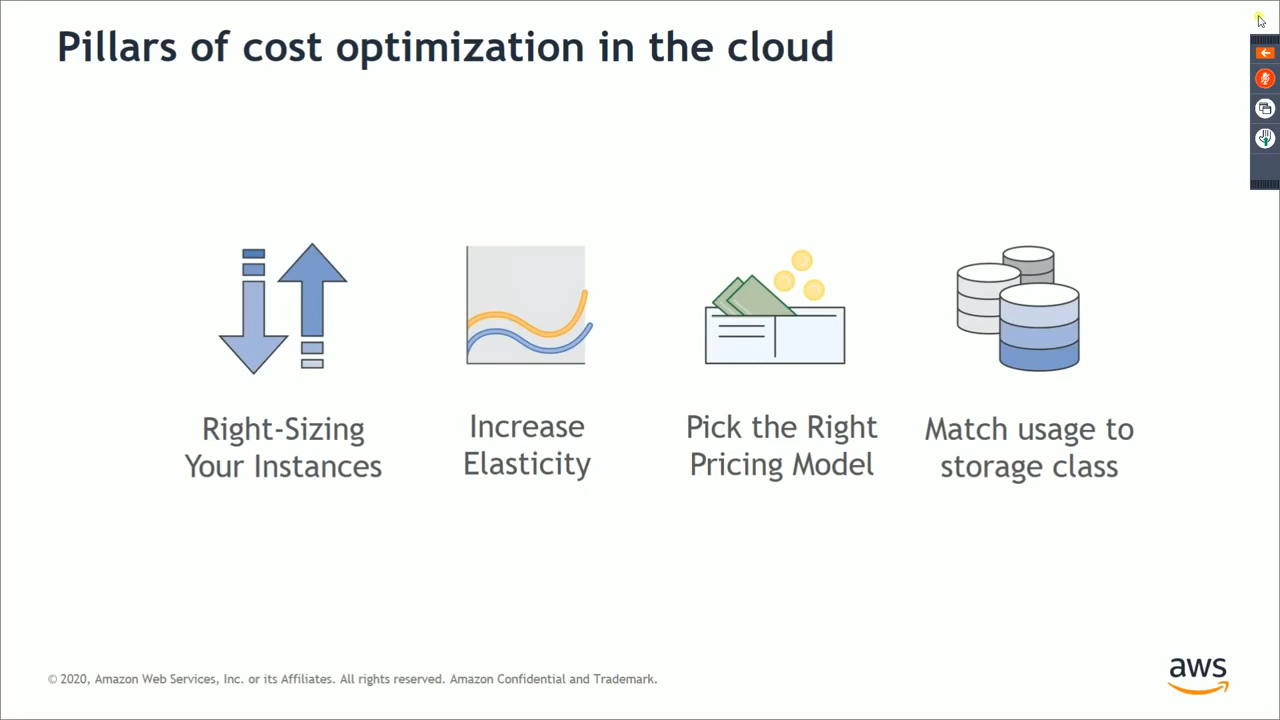 Pillars of cost optimization in the cloud
Right-Sizing
Your Instances
Increase
Elasticity
Pick the Right
Pricing Model
Match usage to
storage class
© 2020, Amazon Web Services, Inc. or its Affiliates. All rights reserved. Amazon Confidential and Trademark.
aws